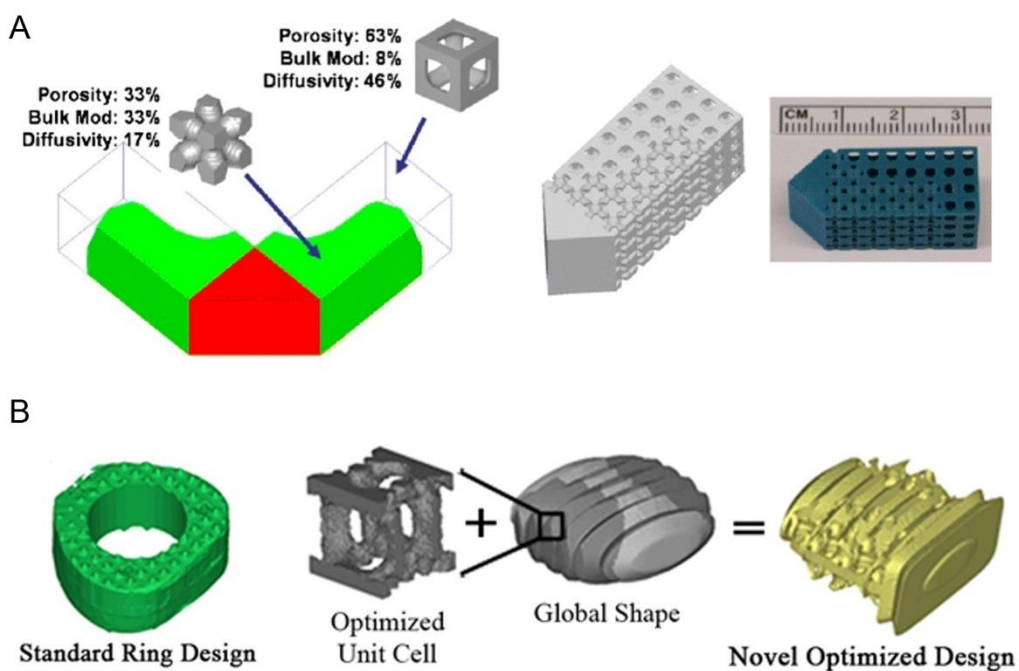 A
Porosity: 63%
Bulk Mod: 8%
Diffusivity: 46%
Porosity: 33%
Bulk Mod: 33%
Diffusivity: 17%
CM 1 2 3
B
+
=
Standard Ring Design
Optimized
Unit Cell
Global Shape
Novel Optimized Design